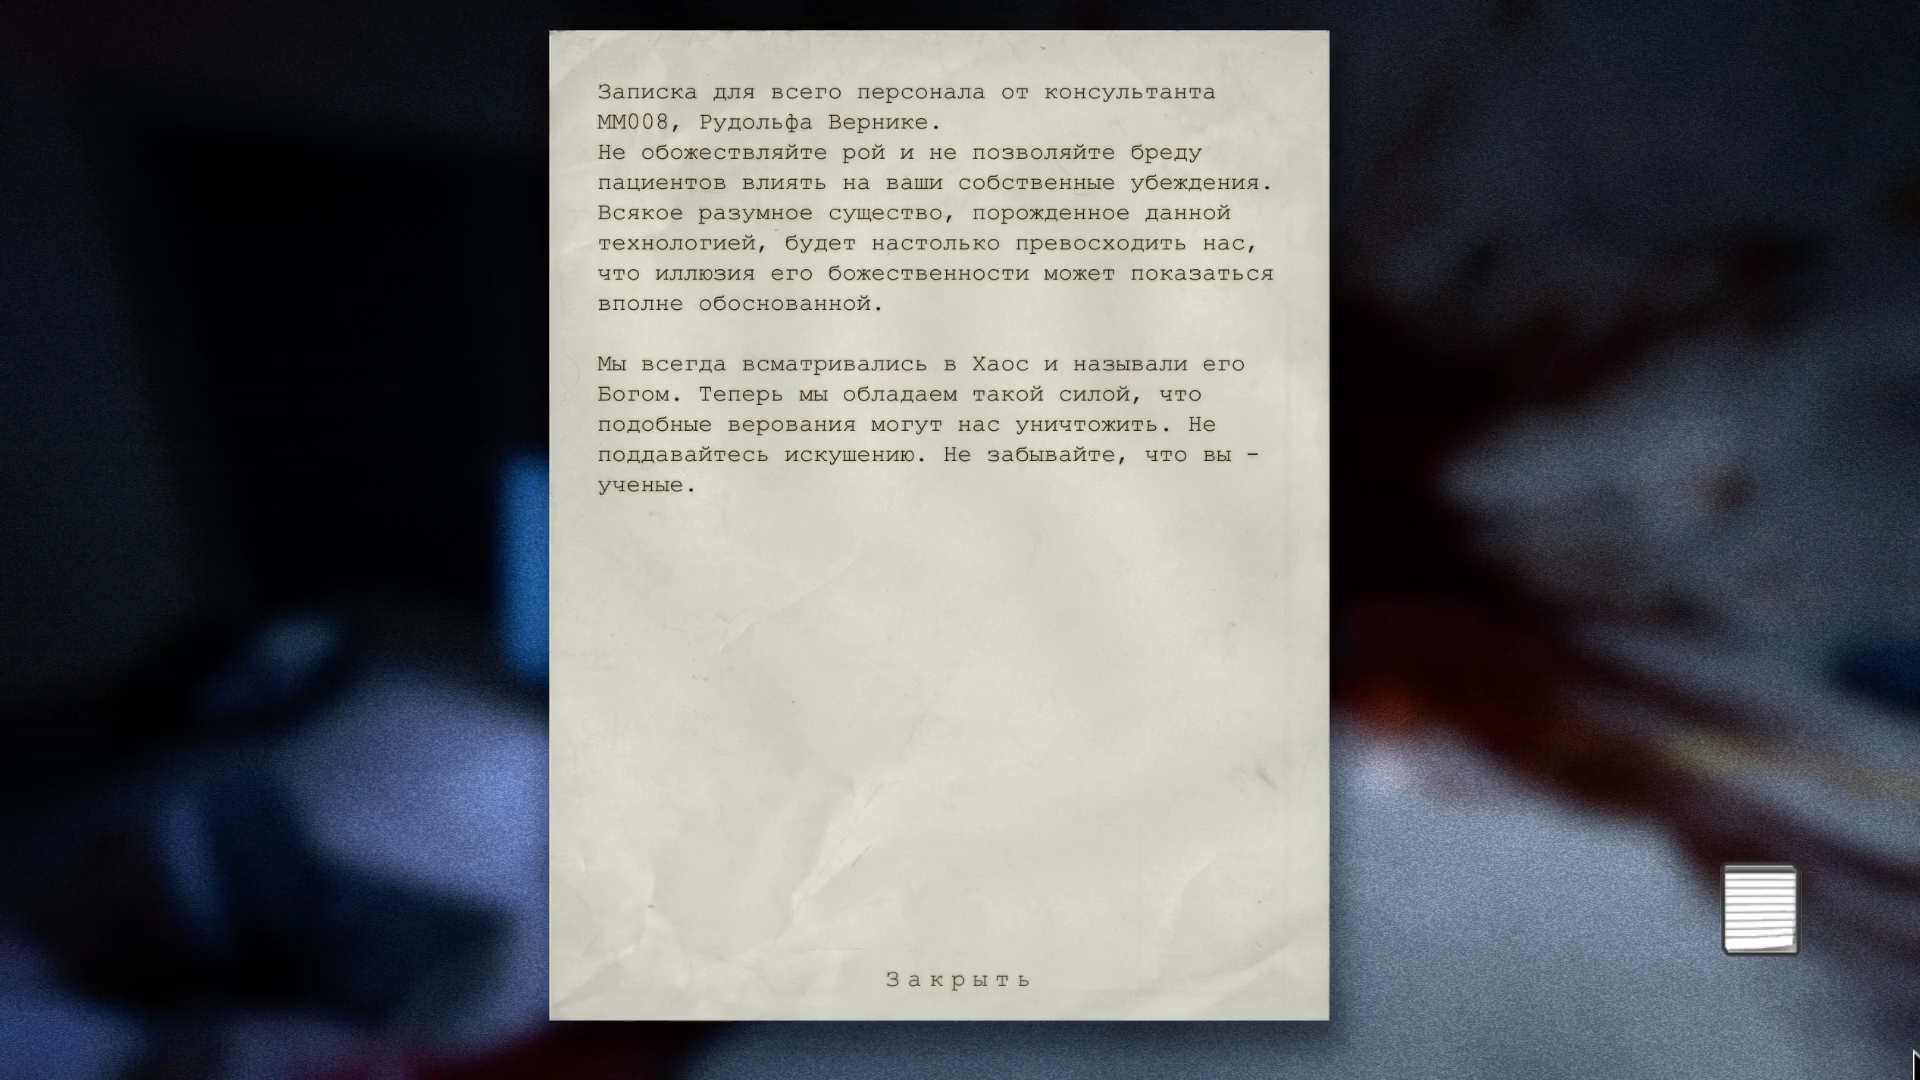 Записка для всего персонала от консультанта
ММ008, Рудольфа Вернике.
Не обожествляйте рой и не позволяйте бреду
пациентов влиять на ваши собственные убеждения.
Всякое разумное существо, порожденное данной
технологией, будет настолько превосходить нас,
что иллюзия его божественности может показаться
вполне обоснованной.
Мы всегда всматривались в Хаос и называли его
Богом. Теперь мы обладаем такой силой, что
подобные верования могут нас уничтожить. Не
поддавайтесь искушению. Не забывайте, что вы -
ученые.
Закрыть